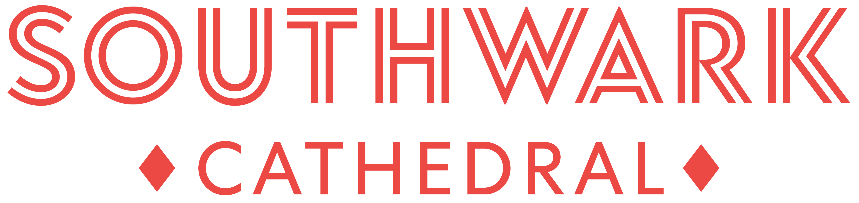 SOUTHWARK
♦ CATHEDRAL ♦